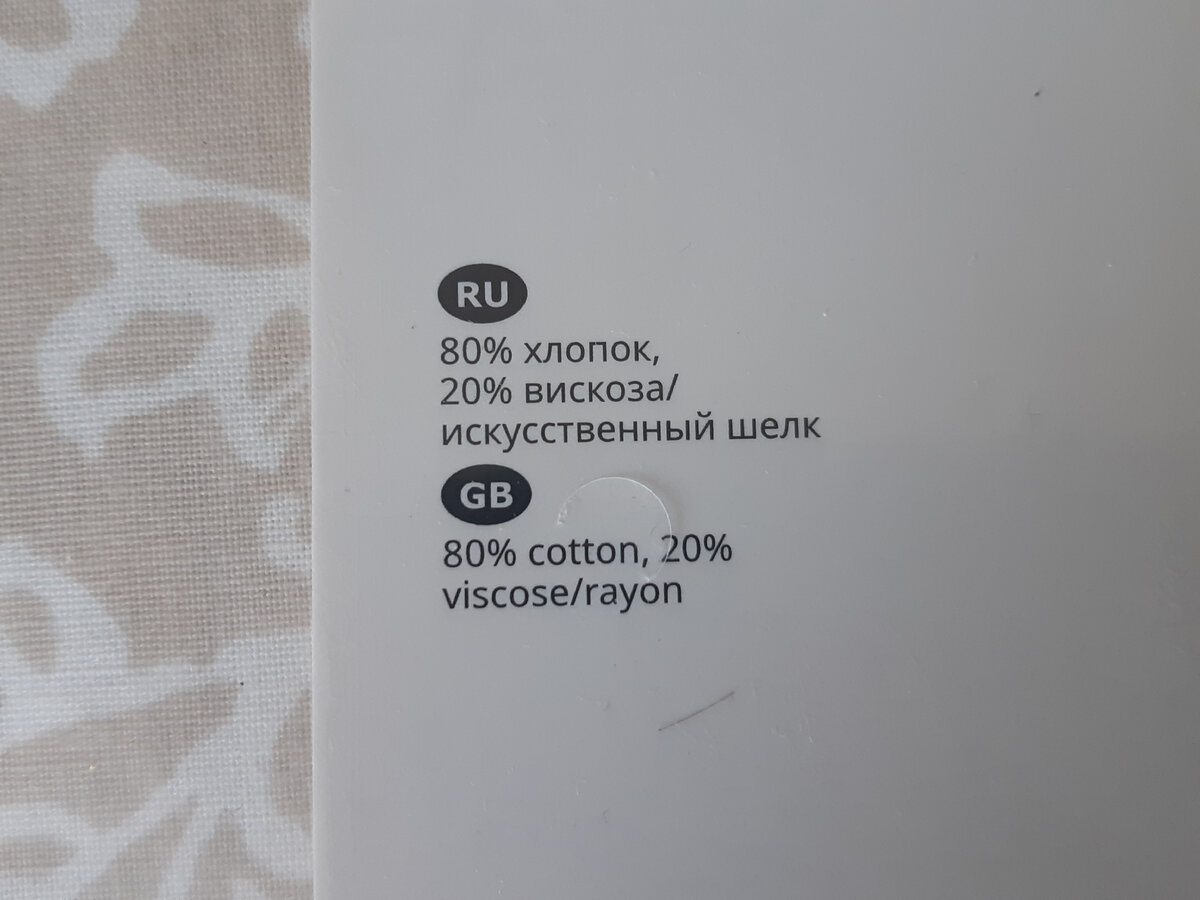 RU
80% хлопок,
20% вискоза/
искусственный шелк
GB
80% cotton, 20%
viscose/rayon